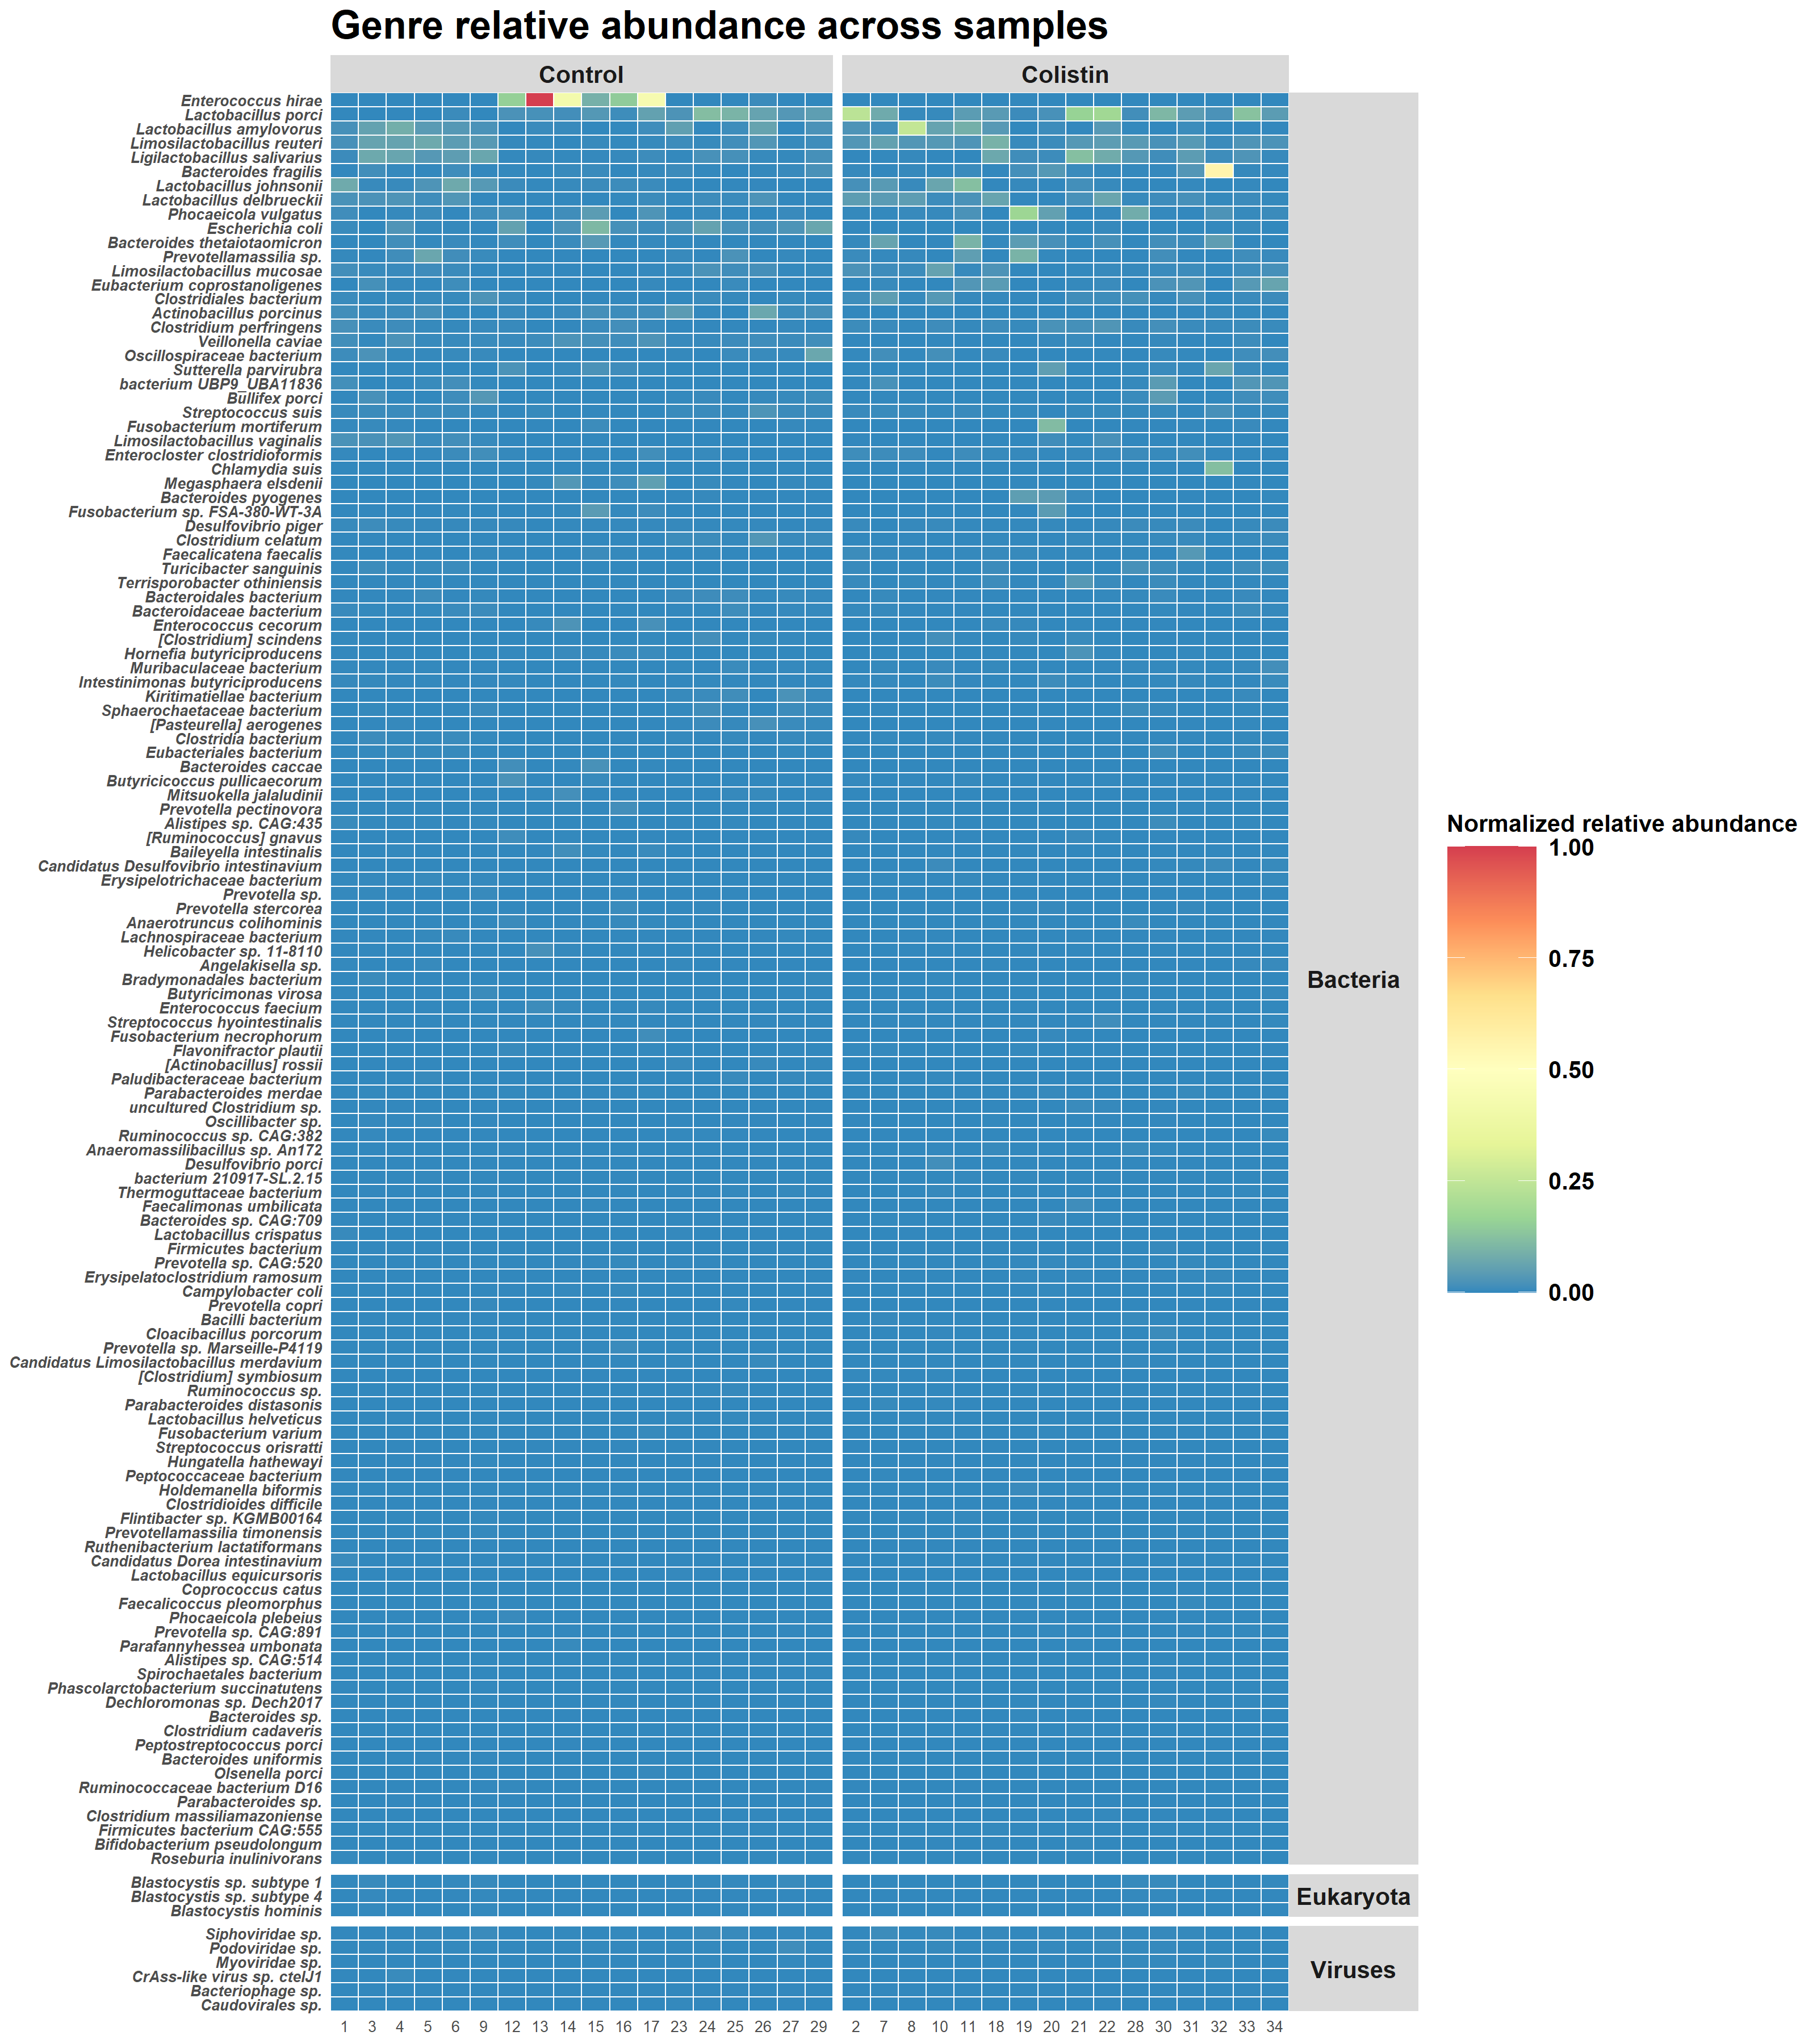 Genre relative abundance across samples
Control
Colistin
Enterococcus hirae
Lactobacillus porci
Lactobacillus amylovorus
Limosilactobacillus reuteri
Ligilactobacillus salivarius
Bacteroides fragilis
Lactobacillus johnsonii
Lactobacillus delbrueckii
Phocaeicola vulgatus
Escherichia coli
Bacteroides thetaiotaomicron
Prevotellamassilia sp.
Limosilactobacillus mucosae
Eubacterium coprostanoligenes
Clostridiales bacterium
Actinobacillus porcinus
Clostridium perfringens
Veillonella caviae
Oscillospiraceae bacterium
Sutterella parvirubra
bacterium UBP9_UBA11836
Bullifex porci
Streptococcus suis
Fusobacterium mortiferum
Limosilactobacillus vaginalis
Enterocloster clostridioformis
Chlamydia suis
Megasphaera elsdenii
Bacteroides pyogenes
Fusobacterium sp. FSA-380-WT-3A
Desulfovibrio piger
Clostridium celatum
Faecalicatena faecalis
Turicibacter sanguinis
Terrisporobacter othiniensis
Bacteroidales bacterium
Bacteroidaceae bacterium
Enterococcus cecorum
[Clostridium] scindens
Hornefia butyriciproducens
Muribaculaceae bacterium
Intestinimonas butyriciproducens
Kiritimatiellae bacterium
Sphaerochaetaceae bacterium
[Pasteurella] aerogenes
Clostridia bacterium
Eubacteriales bacterium
Bacteroides caccae
Butyricicoccus pullicaecorum
Mitsuokella jalaludinii
Prevotella pectinovora
Alistipes sp. CAG:435
[Ruminococcus] gnavus
Baileyella intestinalis
Candidatus Desulfovibrio intestinavium
Erysipelotrichaceae bacterium
Prevotella sp.
Prevotella stercorea
Anaerotruncus colihominis
Lachnospiraceae bacterium
Helicobacter sp. 11-8110
Angelakisella sp.
Bradymonadales bacterium
Butyricimonas virosa
Enterococcus faecium
Streptococcus hyointestinalis
Fusobacterium necrophorum
Flavonifractor plautii
[Actinobacillus] rossii
Paludibacteraceae bacterium
Parabacteroides merdae
uncultured Clostridium sp.
Oscillibacter sp.
Ruminococcus sp. CAG:382
Anaeromassilibacillus sp. An172
Desulfovibrio porci
bacterium 210917-SL.2.15
Thermoguttaceae bacterium
Faecalimonas umbilicata
Bacteroides sp. CAG:709
Lactobacillus crispatus
Firmicutes bacterium
Prevotella sp. CAG:520
Erysipelatoclostridium ramosum
Campylobacter coli
Prevotella copri
Bacilli bacterium
Cloacibacillus porcorum
Prevotella sp. Marseille-P4119
Candidatus Limosilactobacillus merdavium
[Clostridium] symbiosum
Ruminococcus sp.
Parabacteroides distasonis
Lactobacillus helveticus
Fusobacterium varium
Streptococcus orisratti
Hungatella hathewayi
Peptococcaceae bacterium
Holdemanella biformis
Clostridioides difficile
Flintibacter sp. KGMB00164
Prevotellamassilia timonensis
Ruthenibacterium lactatiformans
Candidatus Dorea intestinavium
Lactobacillus equicursoris
Coprococcus catus
Faecalicoccus pleomorphus
Phocaeicola plebeius
Prevotella sp. CAG:891
Parafannyhessea umbonata
Alistipes sp. CAG:514
Spirochaetales bacterium
Phascolarctobacterium succinatutens
Dechloromonas sp. Dech2017
Bacteroides sp.
Clostridium cadaveris
Peptostreptococcus porci
Bacteroides uniformis
Olsenella porci
Ruminococcaceae bacterium D16
Parabacteroides sp.
Clostridium massiliamazoniense
Firmicutes bacterium CAG:555
Bifidobacterium pseudolongum
Roseburia inulinivorans
Bacteria
Blastocystis sp. subtype 1
Blastocystis sp. subtype 4
Blastocystis hominis
Eukaryota
Siphoviridae sp.
Podoviridae sp.
Myoviridae sp.
CrAss-like virus sp. ctelJ1
Bacteriophage sp.
Caudovirales sp.
Viruses
1 3 4 5 6 9 12 13 14 15 16 17 23 24 25 26 27 29 2 7 8 10 11 18 19 20 21 22 28 30 31 32 33 34
Normalized relative abundance
1.00
0.75
0.50
0.25
0.00